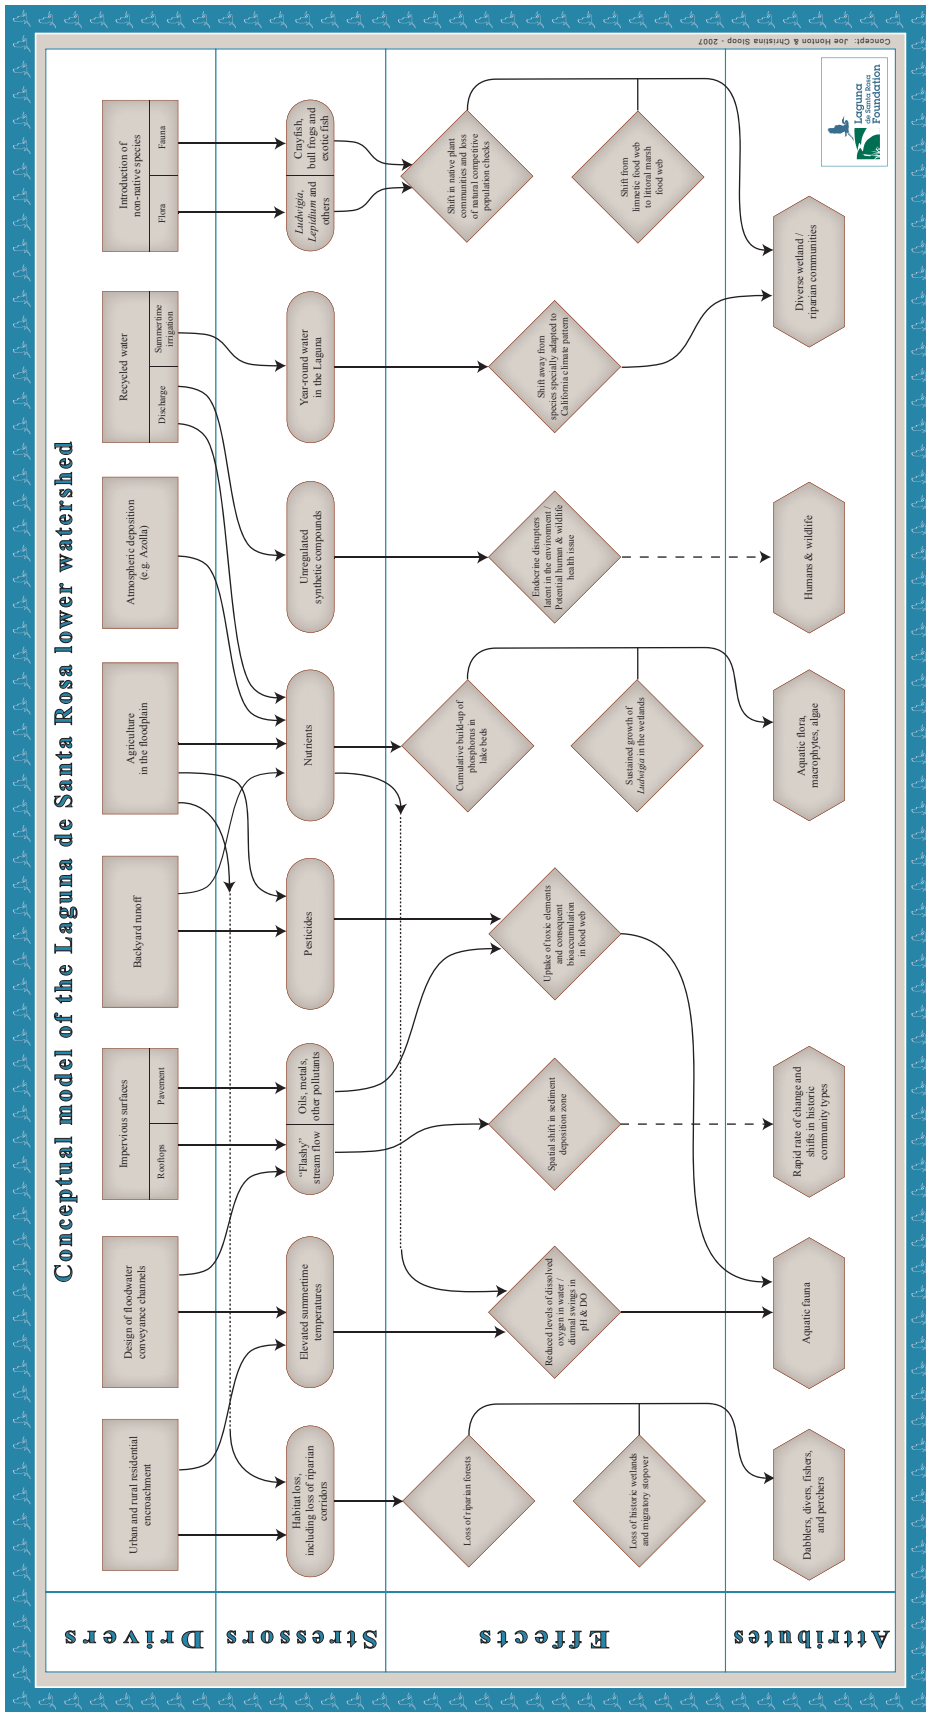 Conceptual model of the Laguna de Santa Rosa lower watershed
Drivers
Urban and rural residential
encroachment
Design of floodwater
conveyance channels
Impervious surfaces
Rooftops
Pavement
Backyard runoff
Agriculture
in the floodplain
Atmospheric deposition
(e.g. Azolla)
Recycled water
Discharge
Summertime
irrigation
Introduction of
non-native species
Flora
Fauna
Stressors
Habitat loss,
including loss of riparian
corridors
Elevated summertime
temperatures
“Flashy”
stream flow
Oils, metals,
other pollutants
Pesticides
Nutrients
Unregulated
synthetic compounds
Year-round water
in the Laguna
Ludwigia,
Lepidium and
others
Crayfish,
bull frogs and
exotic fish
Effects
Loss of riparian forests
Loss of historic wetlands
and migratory stopover
Reduced levels of dissolved
oxygen in water /
diurnal swings in
pH & DO
Spatial shift in sediment
deposition zone
Uptake of toxic elements
and consequent
bioaccumulation
in food web
Cumulative build-up of
phosphorus in
lake beds
Sustained growth of
Ludwigia in the wetlands
Endocrine disrupters
latent in the environment /
Potential human & wildlife
health issue
Shift away from
species specially adapted to
California climate pattern
Shift in native plant
communities and loss
of natural competitive
population checks
Shift from
limnetic food web
to littoral marsh
food web
Attributes
Dabblers, divers, fishers,
and perchers
Aquatic fauna
Rapid rate of change and
shifts in historic
community types
Aquatic flora,
macrophytes, algae
Humans & wildlife
Diverse wetland /
riparian communities
Laguna
de Santa Rosa
Foundation
Concept: Joe Honton & Christina Sloop - 2007